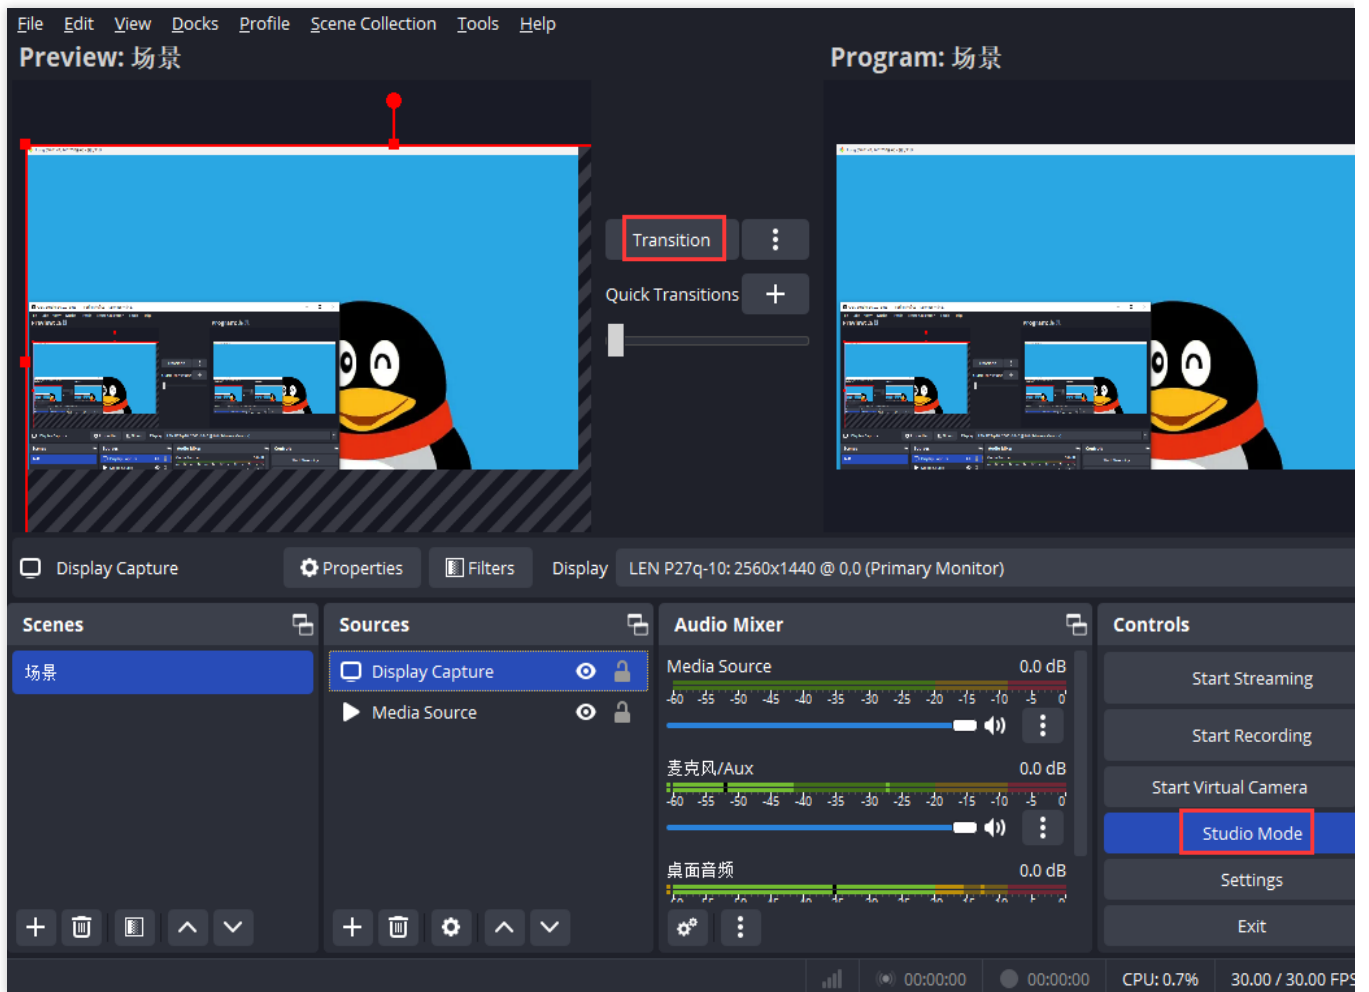 File Edit View Docks Profile Scene Collection Tools Help
Preview: 场景
Program: 场景
Transition
Quick Transitions
Display Capture
Properties
Filters
Display
LEN P27q-10: 2560x1440 @ 0,0 (Primary Monitor)
Scenes
场景
Sources
Display Capture
Media Source
Audio Mixer
Media Source 0.0 dB
-60 -55 -50 -45 -40 -35 -30 -25 -20 -15 -10 -5 0
麦克风/Aux 0.0 dB
-60 -55 -50 -45 -40 -35 -30 -25 -20 -15 -10 -5 0
桌面音频 0.0 dB
Controls
Start Streaming
Start Recording
Start Virtual Camera
Studio Mode
Settings
Exit
00:00:00 00:00:00 CPU: 0.7% 30.00 / 30.00 FPS